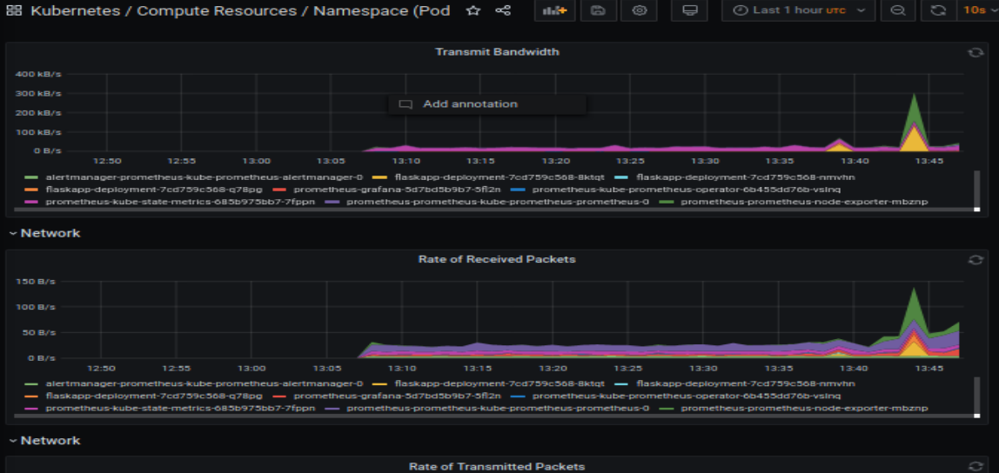 Kubernetes / Compute Resources / Namespace (Pod
Last 1 hour UTC
10s
Transmit Bandwidth
400 kB/s
300 kB/s
200 kB/s
100 kB/s
0 B/s
Add annotation
12:50 12:55 13:00 13:05 13:10 13:15 13:20 13:25 13:30 13:35 13:40 13:45
alertmanager-prometheus-kube-prometheus-alertmanager-0 flaskapp-deployment-7cd759c568-8ktqt flaskapp-deployment-7cd759c568-nmvhn
flaskapp-deployment-7cd759c568-q78pg prometheus-grafana-5d7bd5b9b7-5fl2n prometheus-kube-prometheus-operator-6b455dd76b-vslnq
prometheus-kube-state-metrics-685b975bb7-7fppn prometheus-prometheus-kube-prometheus-prometheus-0 prometheus-prometheus-node-exporter-mbznp
Network
Rate of Received Packets
150 B/s
100 B/s
50 B/s
0 B/s
12:50 12:55 13:00 13:05 13:10 13:15 13:20 13:25 13:30 13:35 13:40 13:45
alertmanager-prometheus-kube-prometheus-alertmanager-0 flaskapp-deployment-7cd759c568-8ktqt flaskapp-deployment-7cd759c568-nmvhn
flaskapp-deployment-7cd759c568-q78pg prometheus-grafana-5d7bd5b9b7-5fl2n prometheus-kube-prometheus-operator-6b455dd76b-vslnq
prometheus-kube-state-metrics-685b975bb7-7fppn prometheus-prometheus-kube-prometheus-prometheus-0 prometheus-prometheus-node-exporter-mbznp
Network
Rate of Transmitted Packets